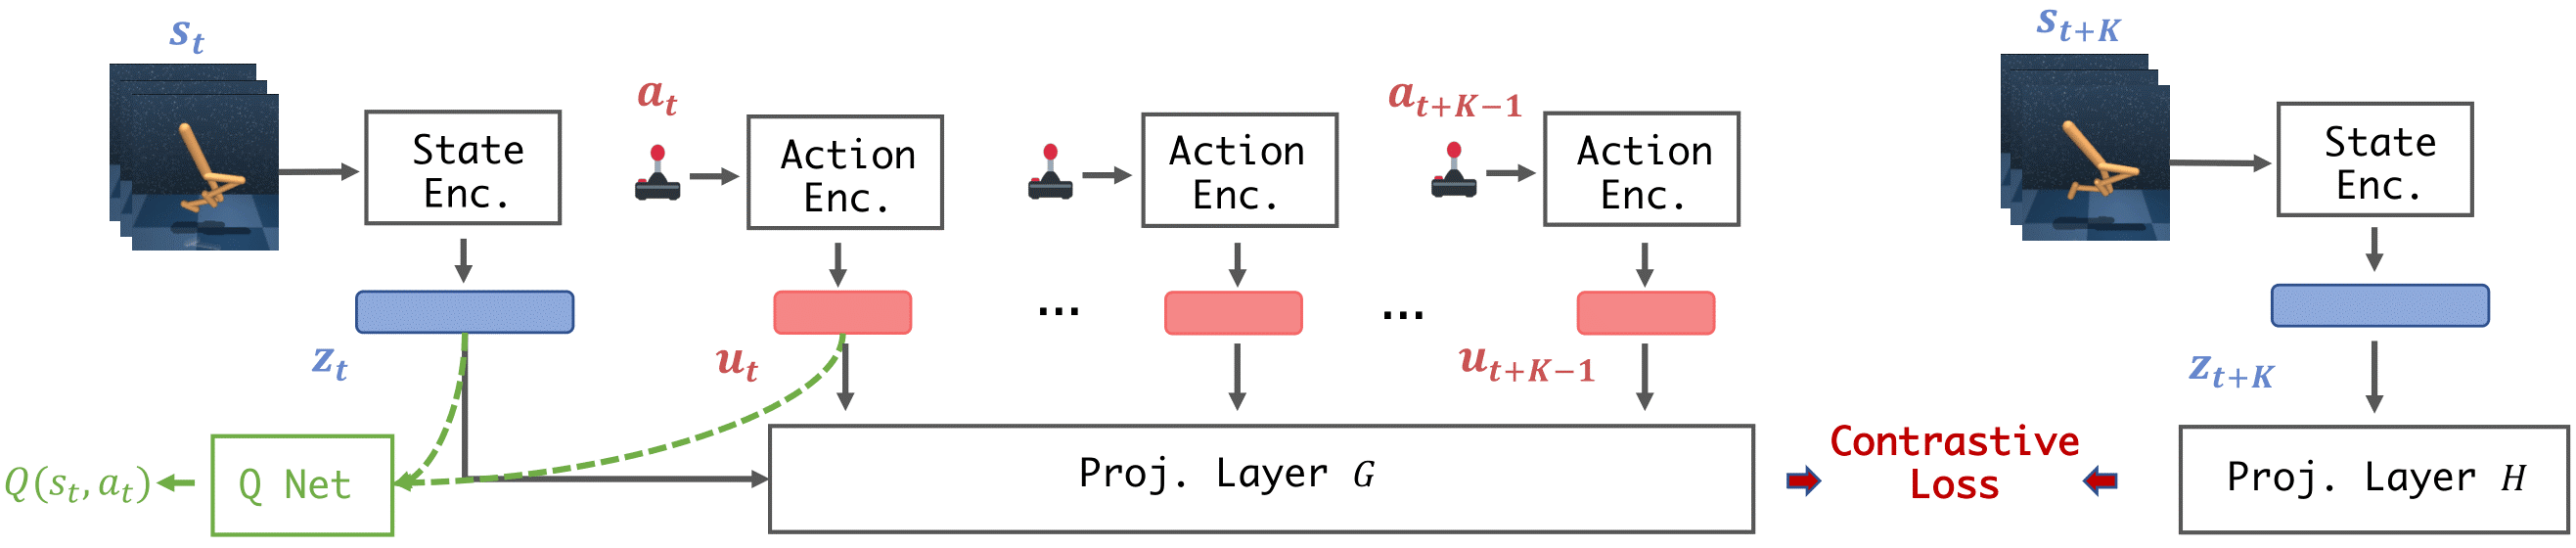 s_t
State
Enc.
z_t
a_t
Action
Enc.
u_t
...
Action
Enc.
...
a_{t+K−1}
Action
Enc.
u_{t+K−1}
s_{t+K}
State
Enc.
z_{t+K}
Q(s_t, a_t)
Q Net
Proj. Layer G
Contrastive
Loss
Proj. Layer H